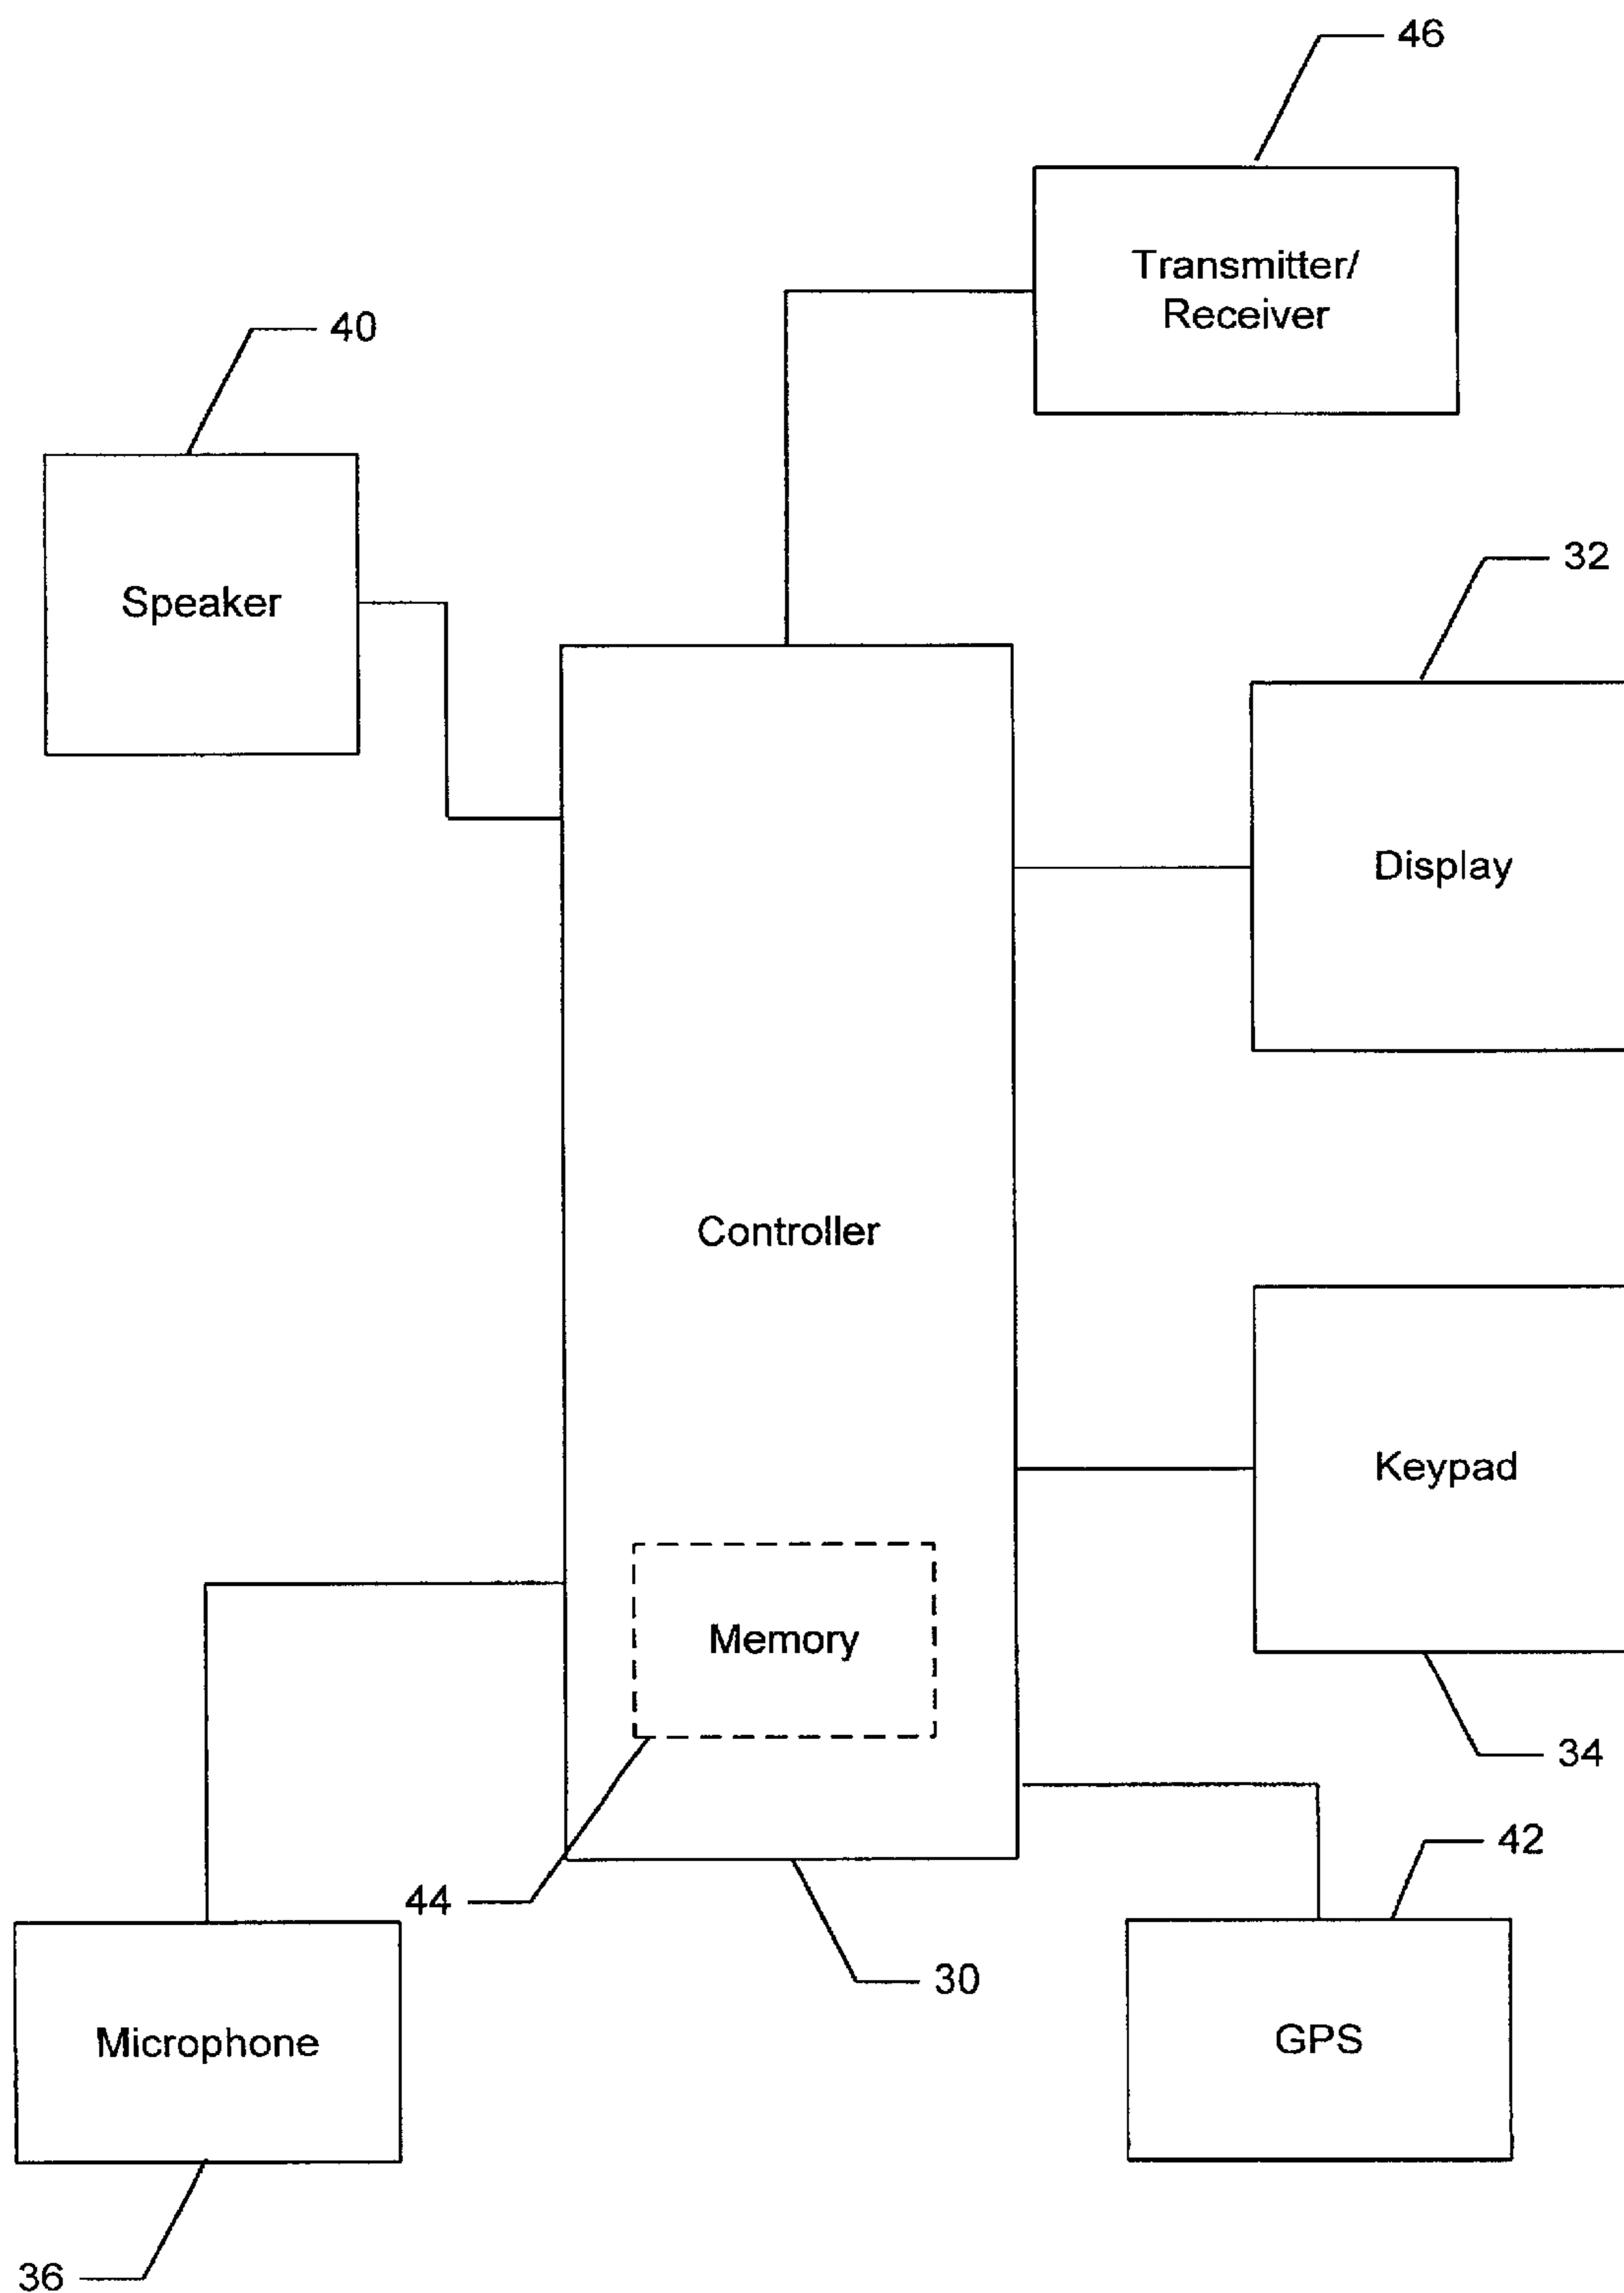 46
Transmitter/
Receiver
40
Speaker
32
Display
Controller
Keypad
Memory
34
42
44
30
GPS
Microphone
36